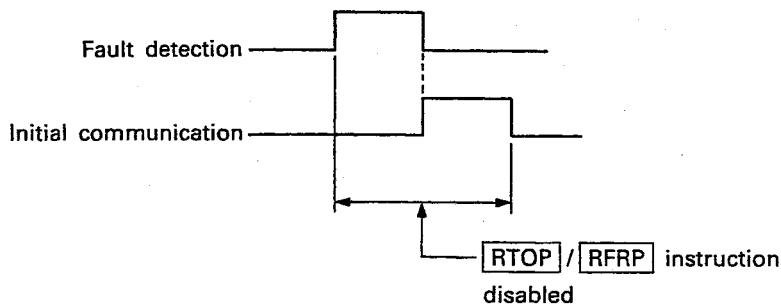 Fault detection
Initial communication
RTOP / RFRP instruction
disabled